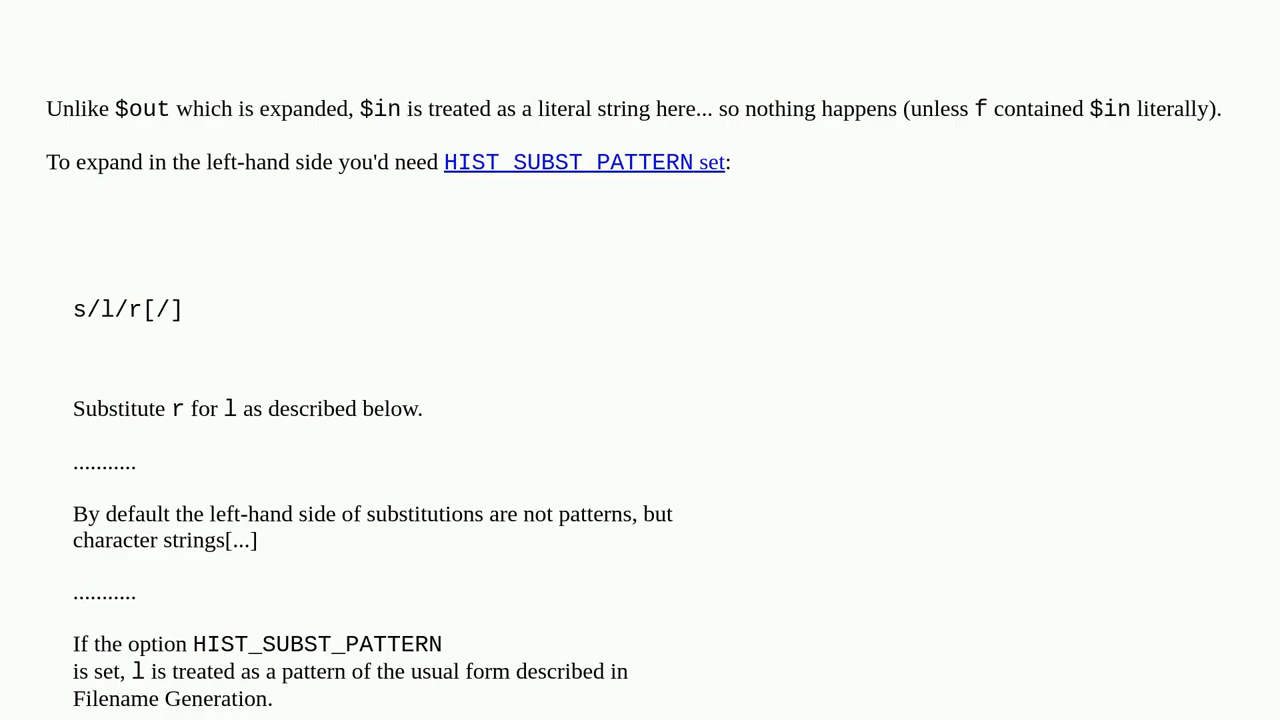 Unlike $out which is expanded, $in is treated as a literal string here... so nothing happens (unless f contained $in literally).
To expand in the left-hand side you'd need HIST_SUBST_PATTERN set:
s/l/r[/]
Substitute r for l as described below.
...........
By default the left-hand side of substitutions are not patterns, but
character strings[...]
...........
If the option HIST_SUBST_PATTERN
is set, l is treated as a pattern of the usual form described in
Filename Generation.